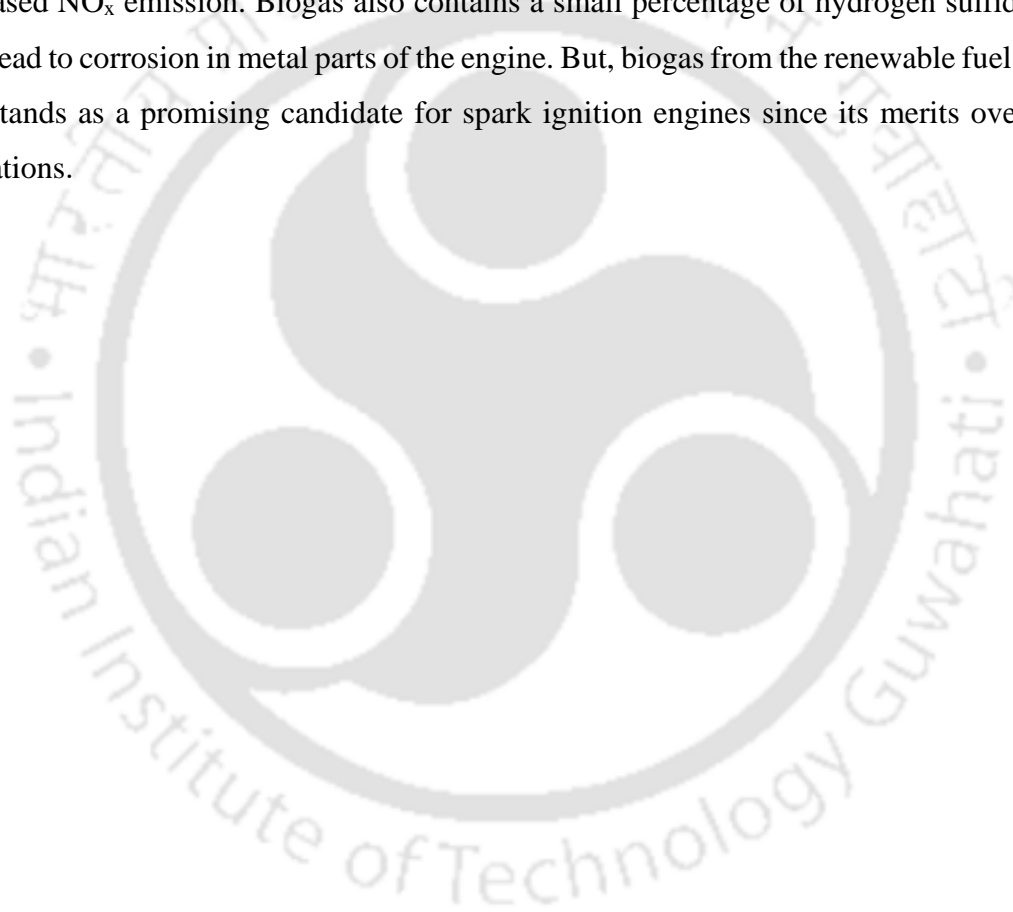 ased NOₓ emission. Biogas also contains a small percentage of hydrogen sulfid
ead to corrosion in metal parts of the engine. But, biogas from the renewable fuel
tands as a promising candidate for spark ignition engines since its merits ove
ations.
भारतीय
• Indian Institute of Technology Guwahati •